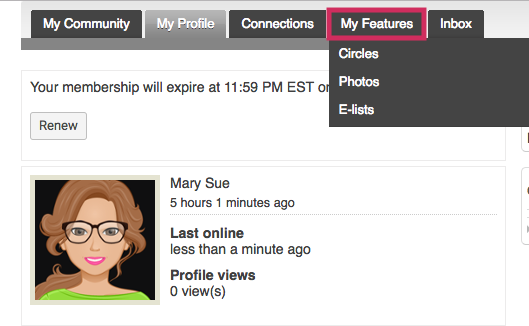 My Community My Profile Connections My Features Inbox
Circles
Photos
E-lists
Your membership will expire at 11:59 PM EST
Renew
Mary Sue
5 hours 1 minutes ago
Last online
less than a minute ago
Profile views
0 view(s)